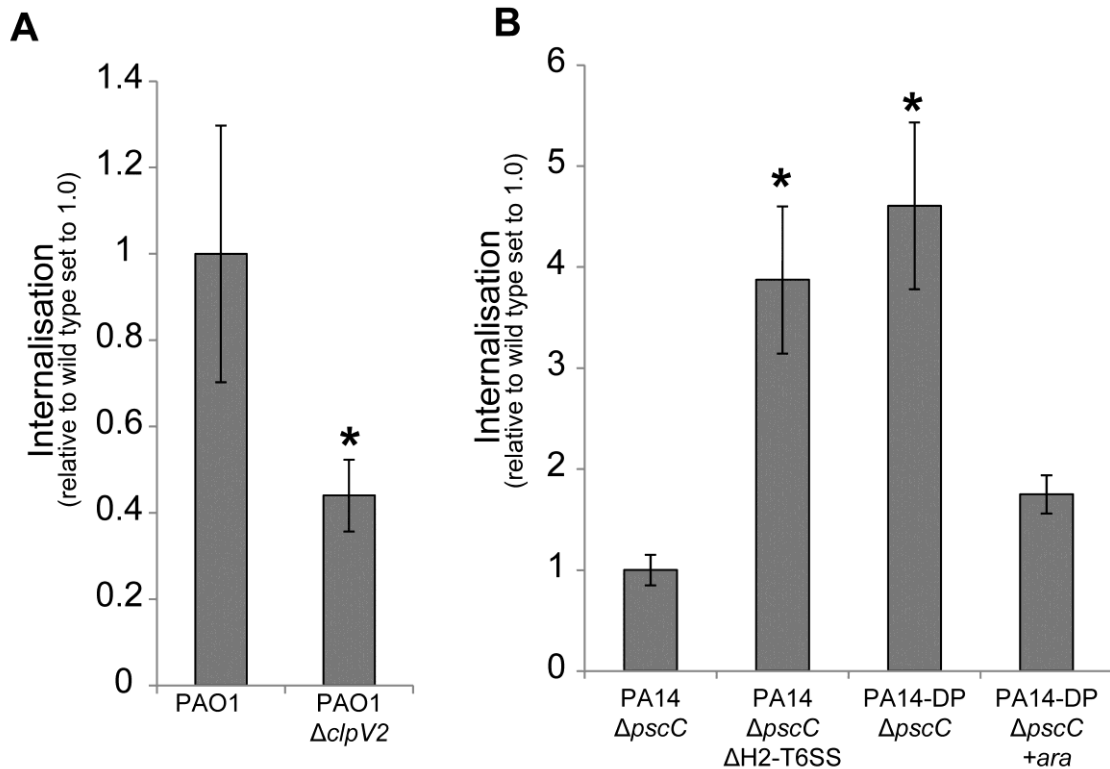 A
Internalisation
(relative to wild type set to 1.0)
1.4
1.2
1
0.8
0.6
0.4
0.2
0
*
PAO1
PAO1
ΔclpV2
B
Internalisation
(relative to wild type set to 1.0)
6
5
4
3
2
1
0
*
*
PA14
ΔpscC
PA14
ΔpscC
ΔH2-T6SS
PA14-DP
ΔpscC
PA14-DP
ΔpscC
+ara